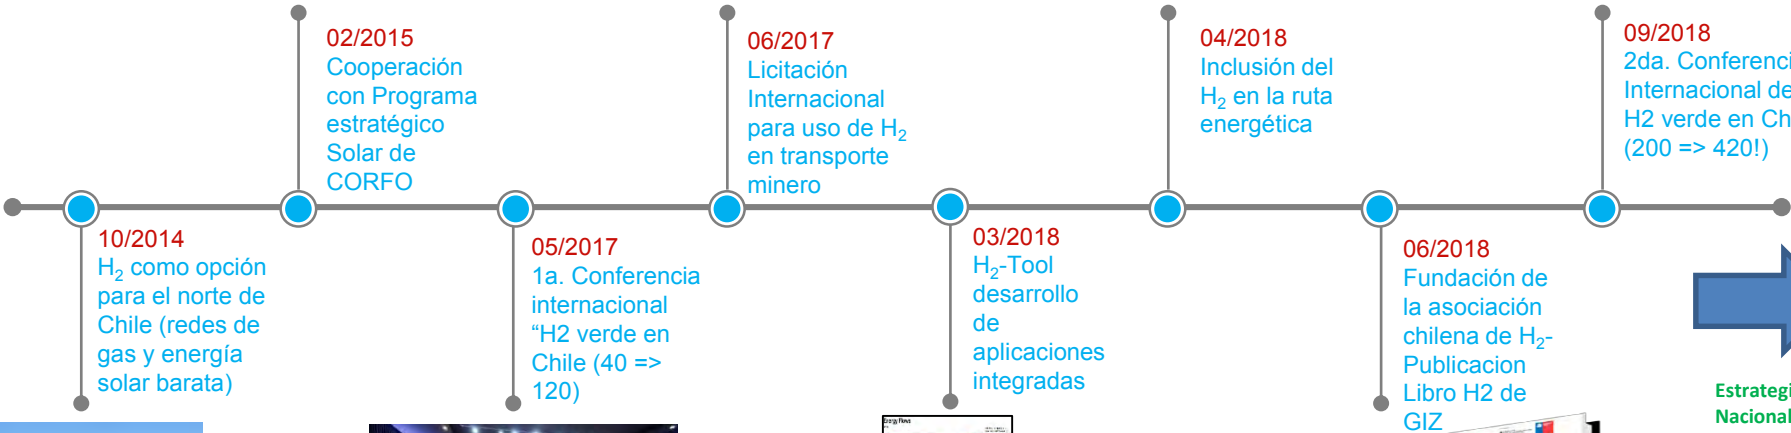 02/2015
Cooperación
con Programa
estratégico
Solar de
CORFO
06/2017
Licitación
Internacional
para uso de H₂
en transporte
minero
04/2018
Inclusión del
H₂ en la ruta
energética
09/2018
2da.
Internacional
H2 verde en
(200 => 420!)
10/2014
H₂ como opción
para el norte de
Chile (redes de
gas y energía
solar barata)
05/2017
1a. Conferencia
internacional
“H2 verde en
Chile (40 =>
120)
03/2018
H₂-Tool
desarrollo
de
aplicaciones
integradas
06/2018
Fundación de
la asociación
chilena de H₂-
Publicacion
Libro H2 de
GIZ
Nacional
Energy Flows